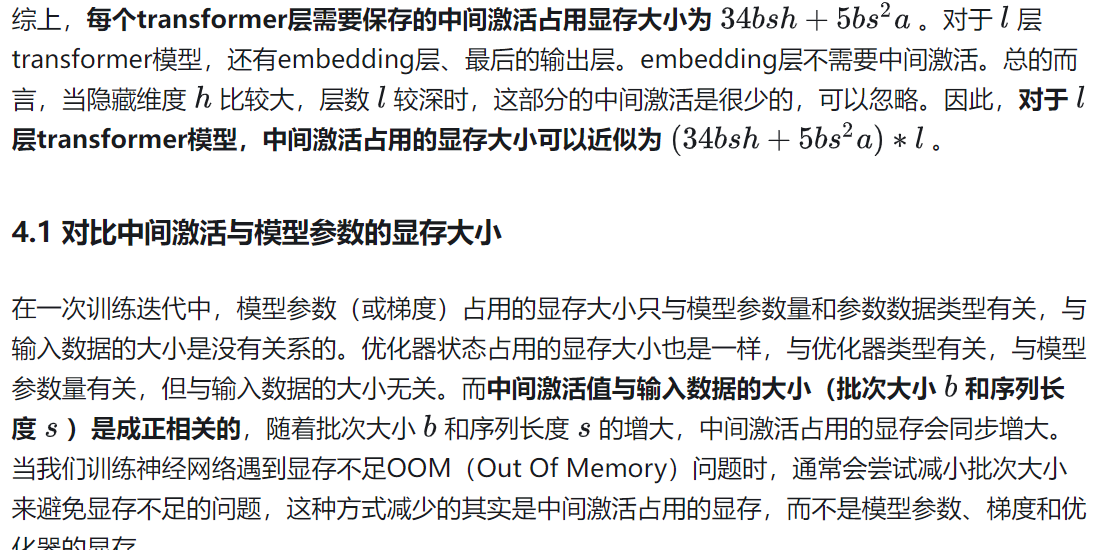 综上，每个transformer层需要保存的中间激活占用显存大小为 34bsh + 5bs²a 。对于 l 层
transformer模型，还有embedding层、最后的输出层。embedding层不需要中间激活。总的而
言，当隐藏维度 h 比较大，层数 l 较深时，这部分的中间激活是很少的，可以忽略。因此，对于 l
层transformer模型，中间激活占用的显存大小可以近似为 (34bsh + 5bs²a) * l 。
4.1 对比中间激活与模型参数的显存大小
在一次训练迭代中，模型参数（或梯度）占用的显存大小只与模型参数量和参数数据类型有关，与
输入数据的大小是没有关系的。优化器状态占用的显存大小也是一样，与优化器类型有关，与模型
参数量有关，但与输入数据的大小无关。而中间激活值与输入数据的大小（批次大小 b 和序列长
度 s ）是成正相关的，随着批次大小 b 和序列长度 s 的增大，中间激活占用的显存会同步增大。
当我们训练神经网络遇到显存不足OOM（Out Of Memory）问题时，通常会尝试减小批次大小
来避免显存不足的问题，这种方式减少的其实是中间激活占用的显存，而不是模型参数、梯度和优
化器的显存